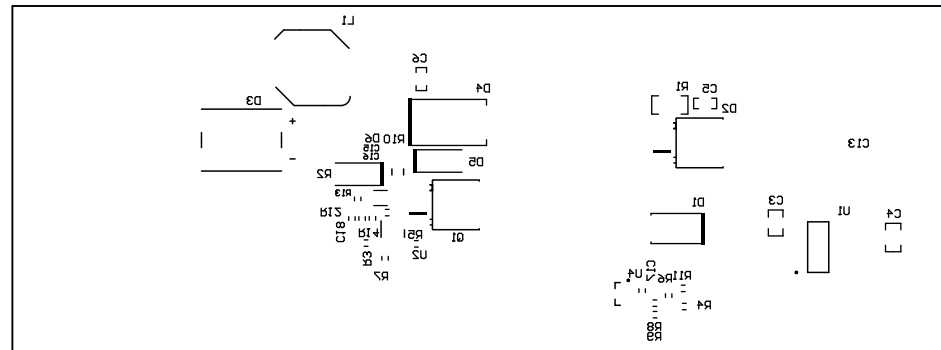 L1
C6
D4
R1
C5
D3
D2
+
D6
R10
C13
C15
C16
D5
–
R2
R13
D1
C3
U1
C4
R12
C18
R14
R5
Q1
R3
U2
R7
U4
C17
R6
R11
R4
R8
R9